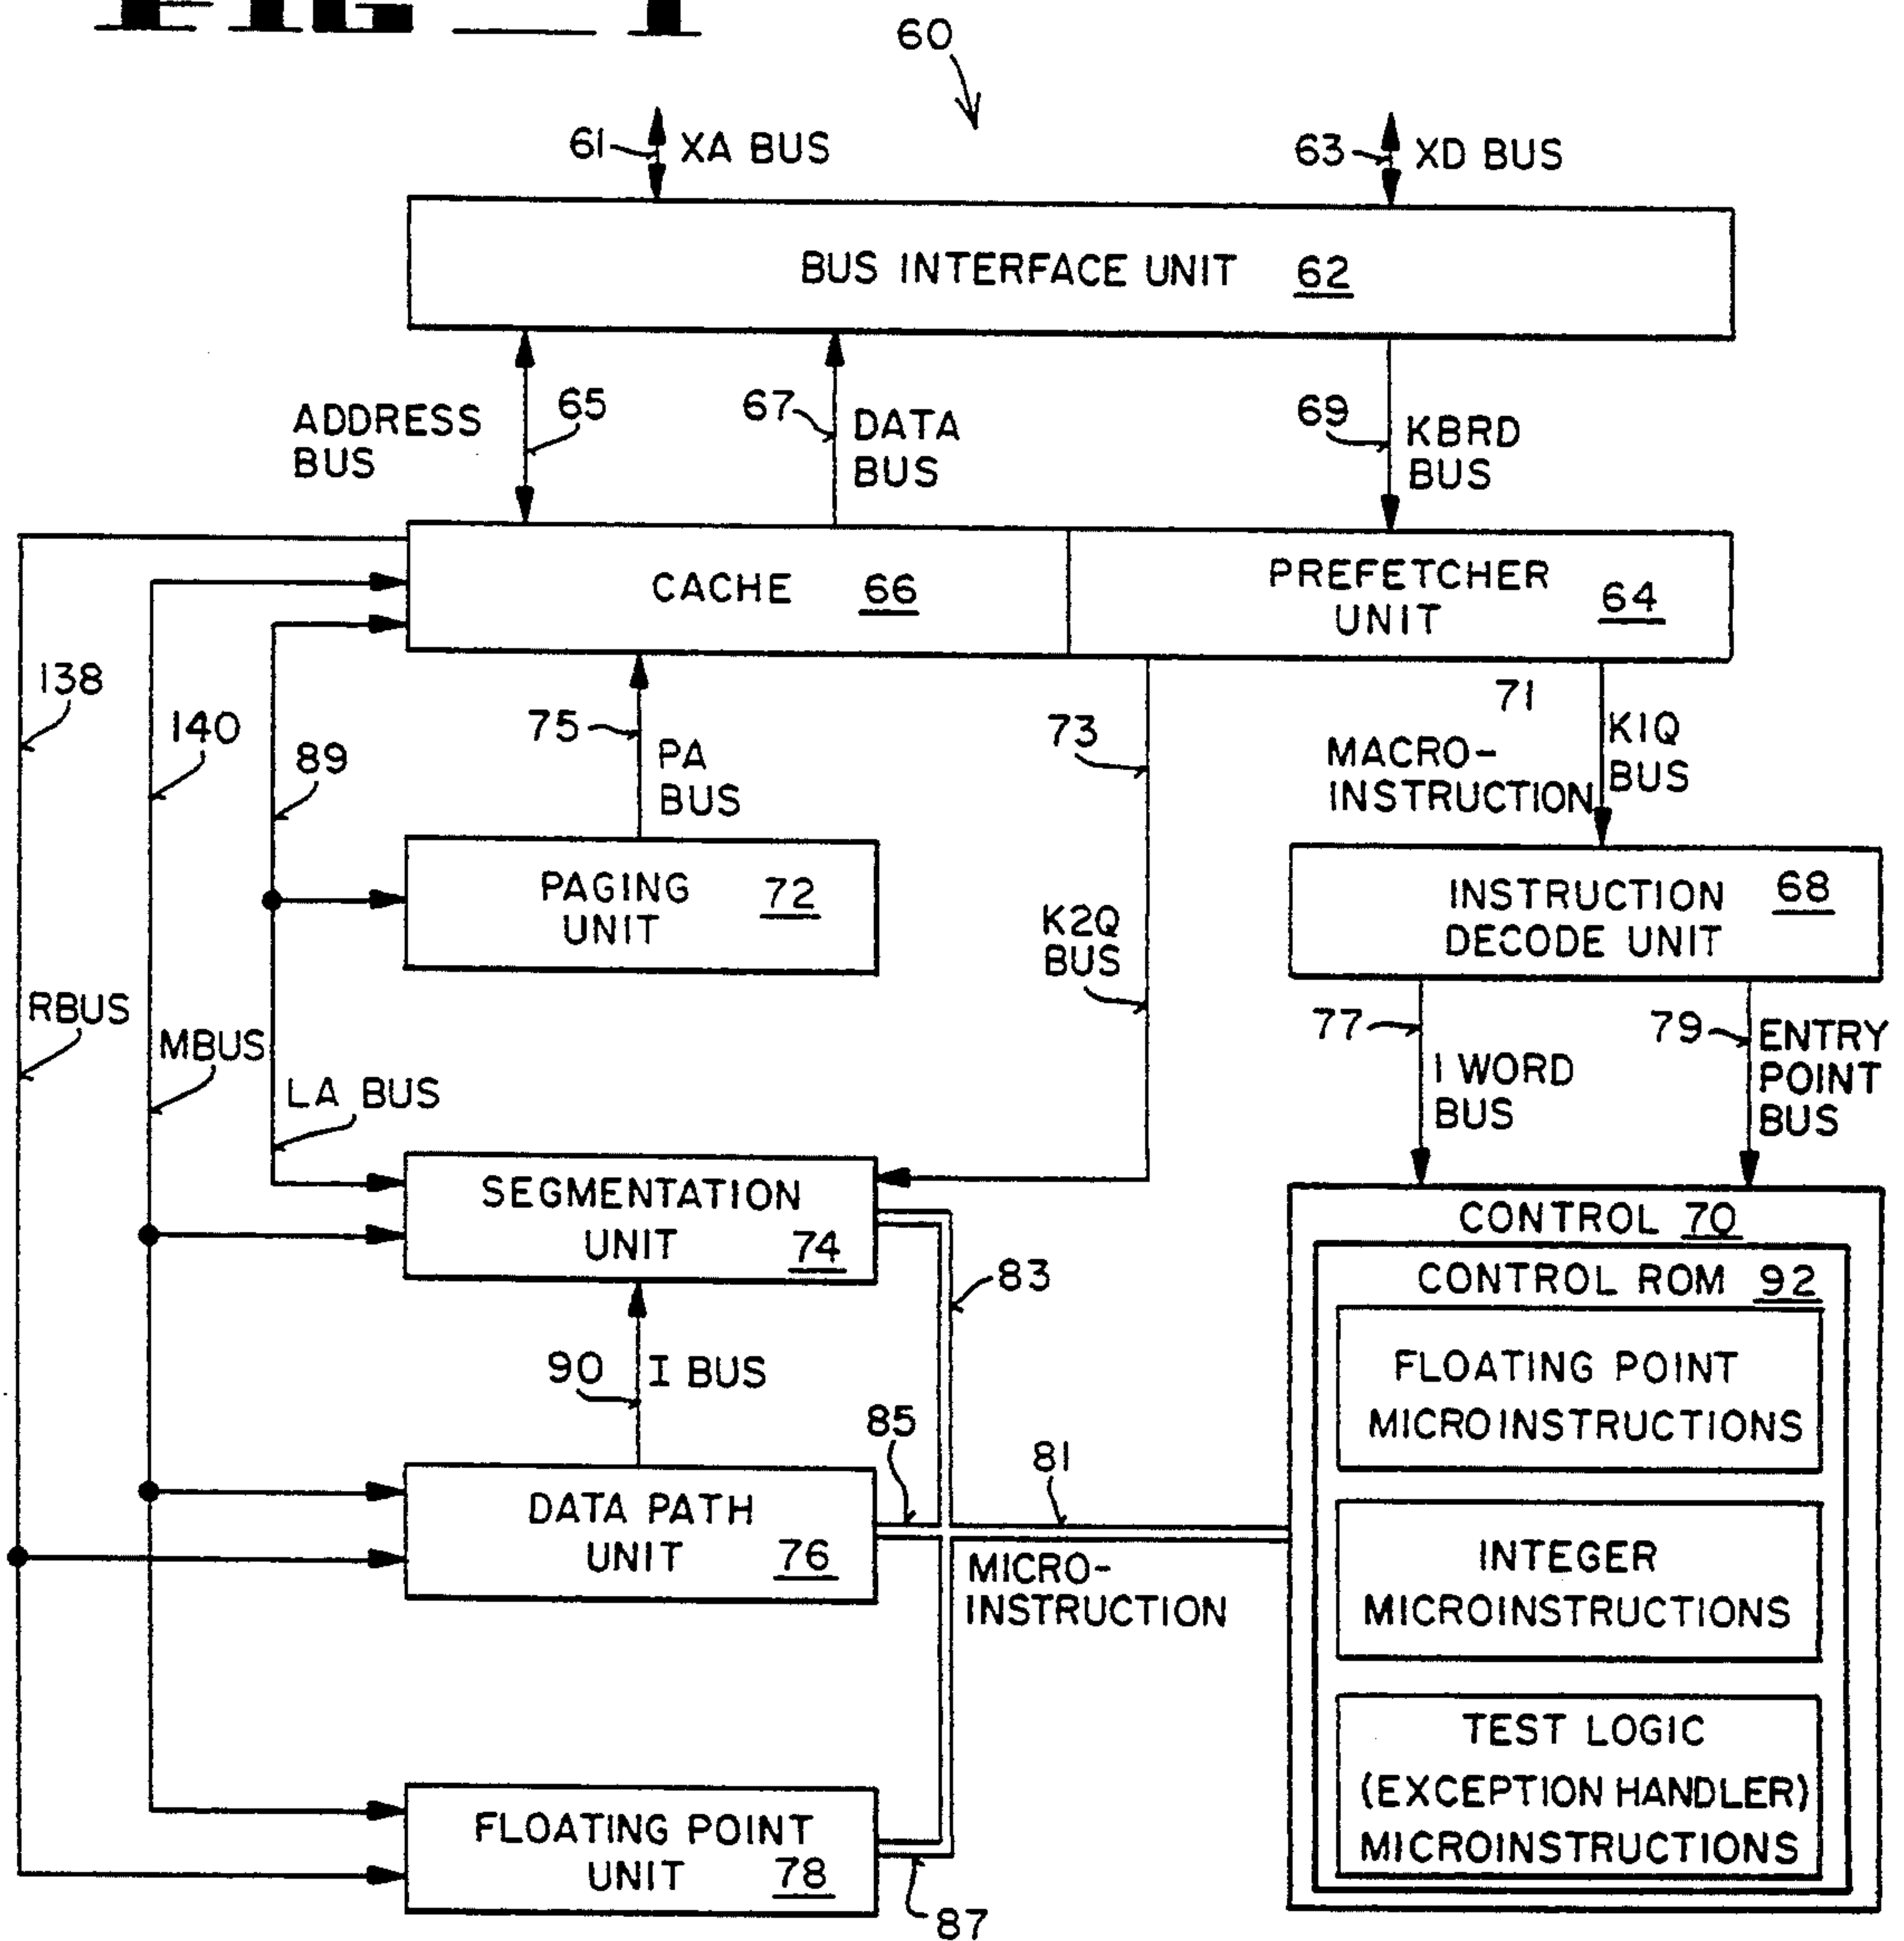 FIG_1
60
61 XA BUS
63 XD BUS
BUS INTERFACE UNIT 62
ADDRESS
BUS
65
67
DATA
BUS
69
KBRD
BUS
CACHE 66
PREFETCHER
UNIT
64
138
140
89
75
PA
BUS
73
71
K1Q
BUS
MACRO-
INSTRUCTION
PAGING
UNIT
72
K2Q
BUS
INSTRUCTION
DECODE UNIT
68
RBUS
MBUS
LA BUS
77
I WORD
BUS
79
ENTRY
POINT
BUS
SEGMENTATION
UNIT
74
83
CONTROL 70
CONTROL ROM 92
FLOATING POINT
MICROINSTRUCTIONS
90 I BUS
85
81
DATA PATH
UNIT
76
MICRO-
INSTRUCTION
INTEGER
MICROINSTRUCTIONS
TEST LOGIC
(EXCEPTION HANDLER)
MICROINSTRUCTIONS
FLOATING POINT
UNIT
78
87